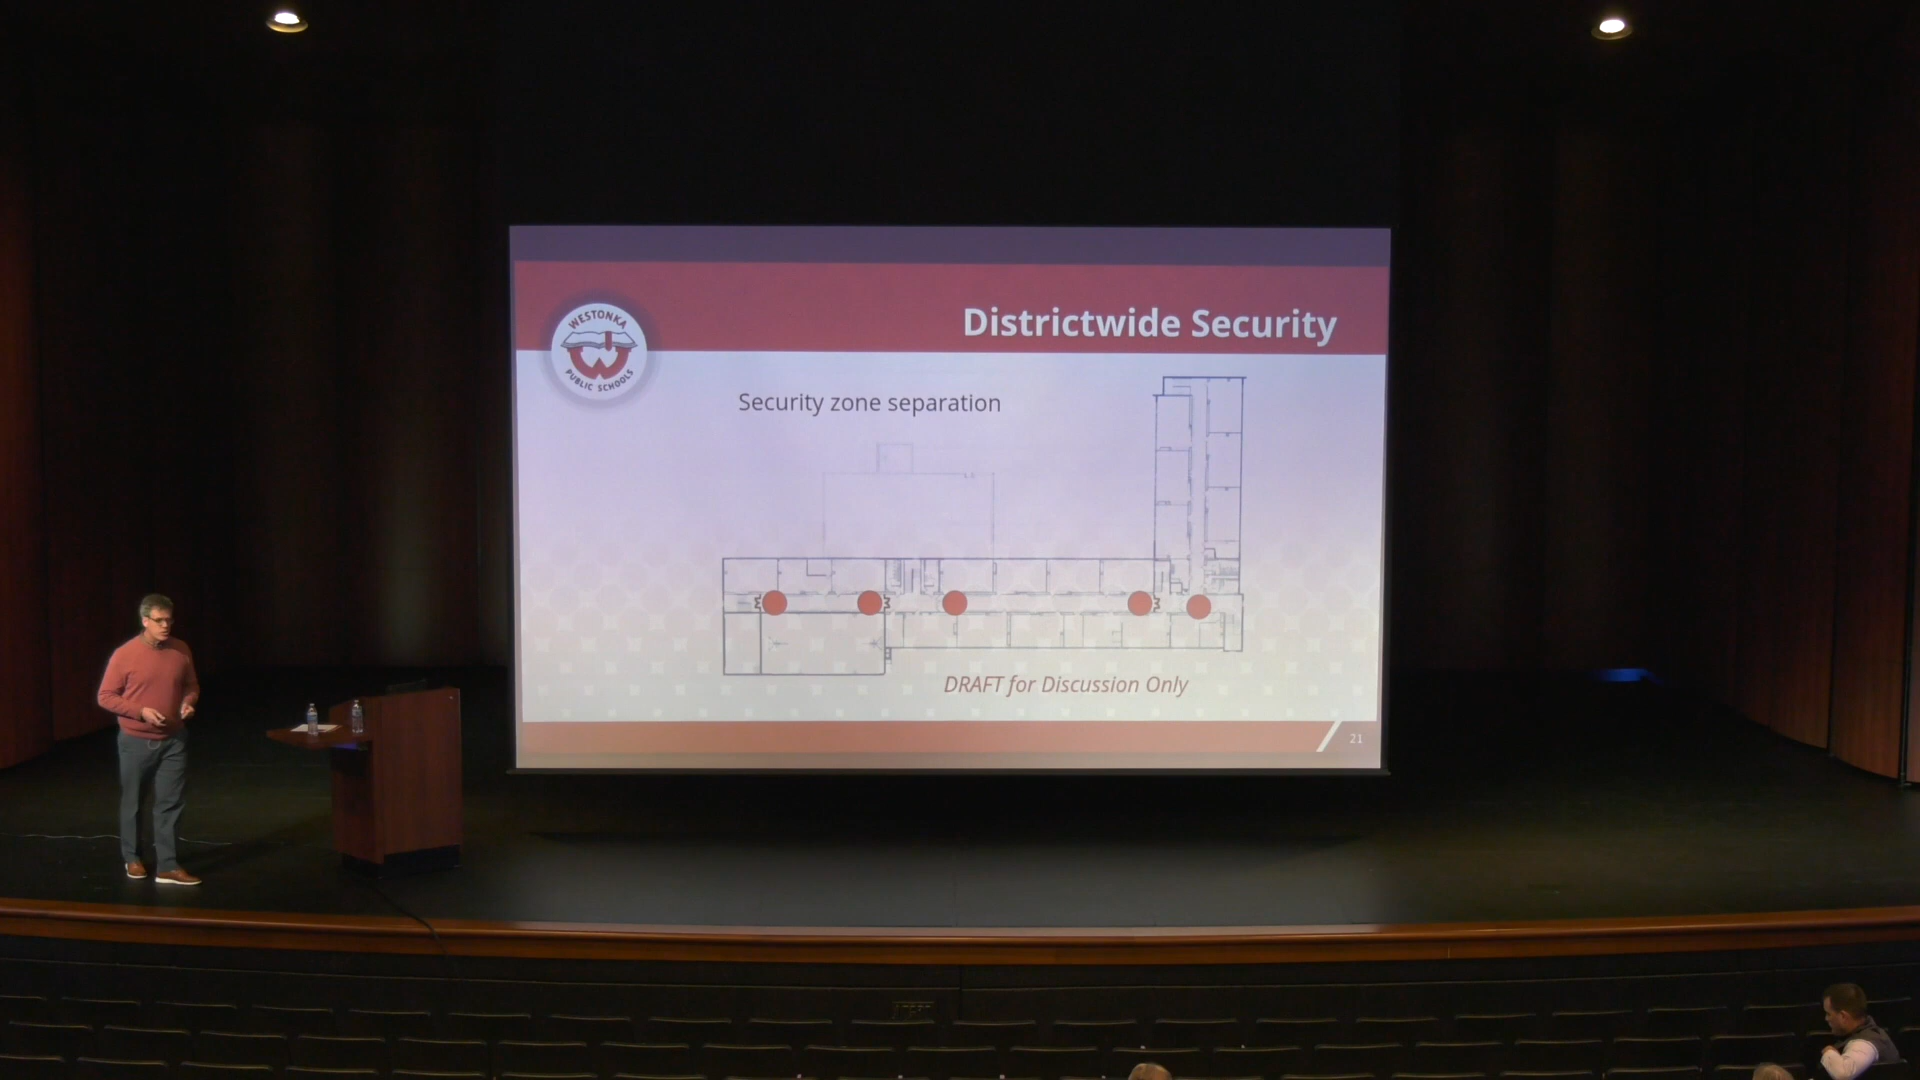 WESTONKA
PUBLIC SCHOOLS
Districtwide Security
Security zone separation
DRAFT for Discussion Only
21